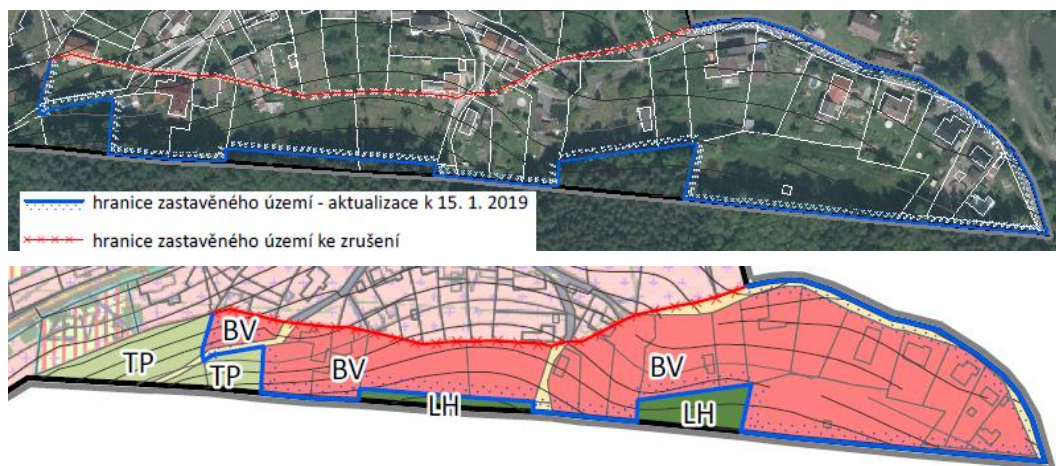 hranice zastavěného území - aktualizace k 15. 1. 2019
hranice zastavěného území ke zrušení
BV
TP
TP
BV
BV
LH
LH